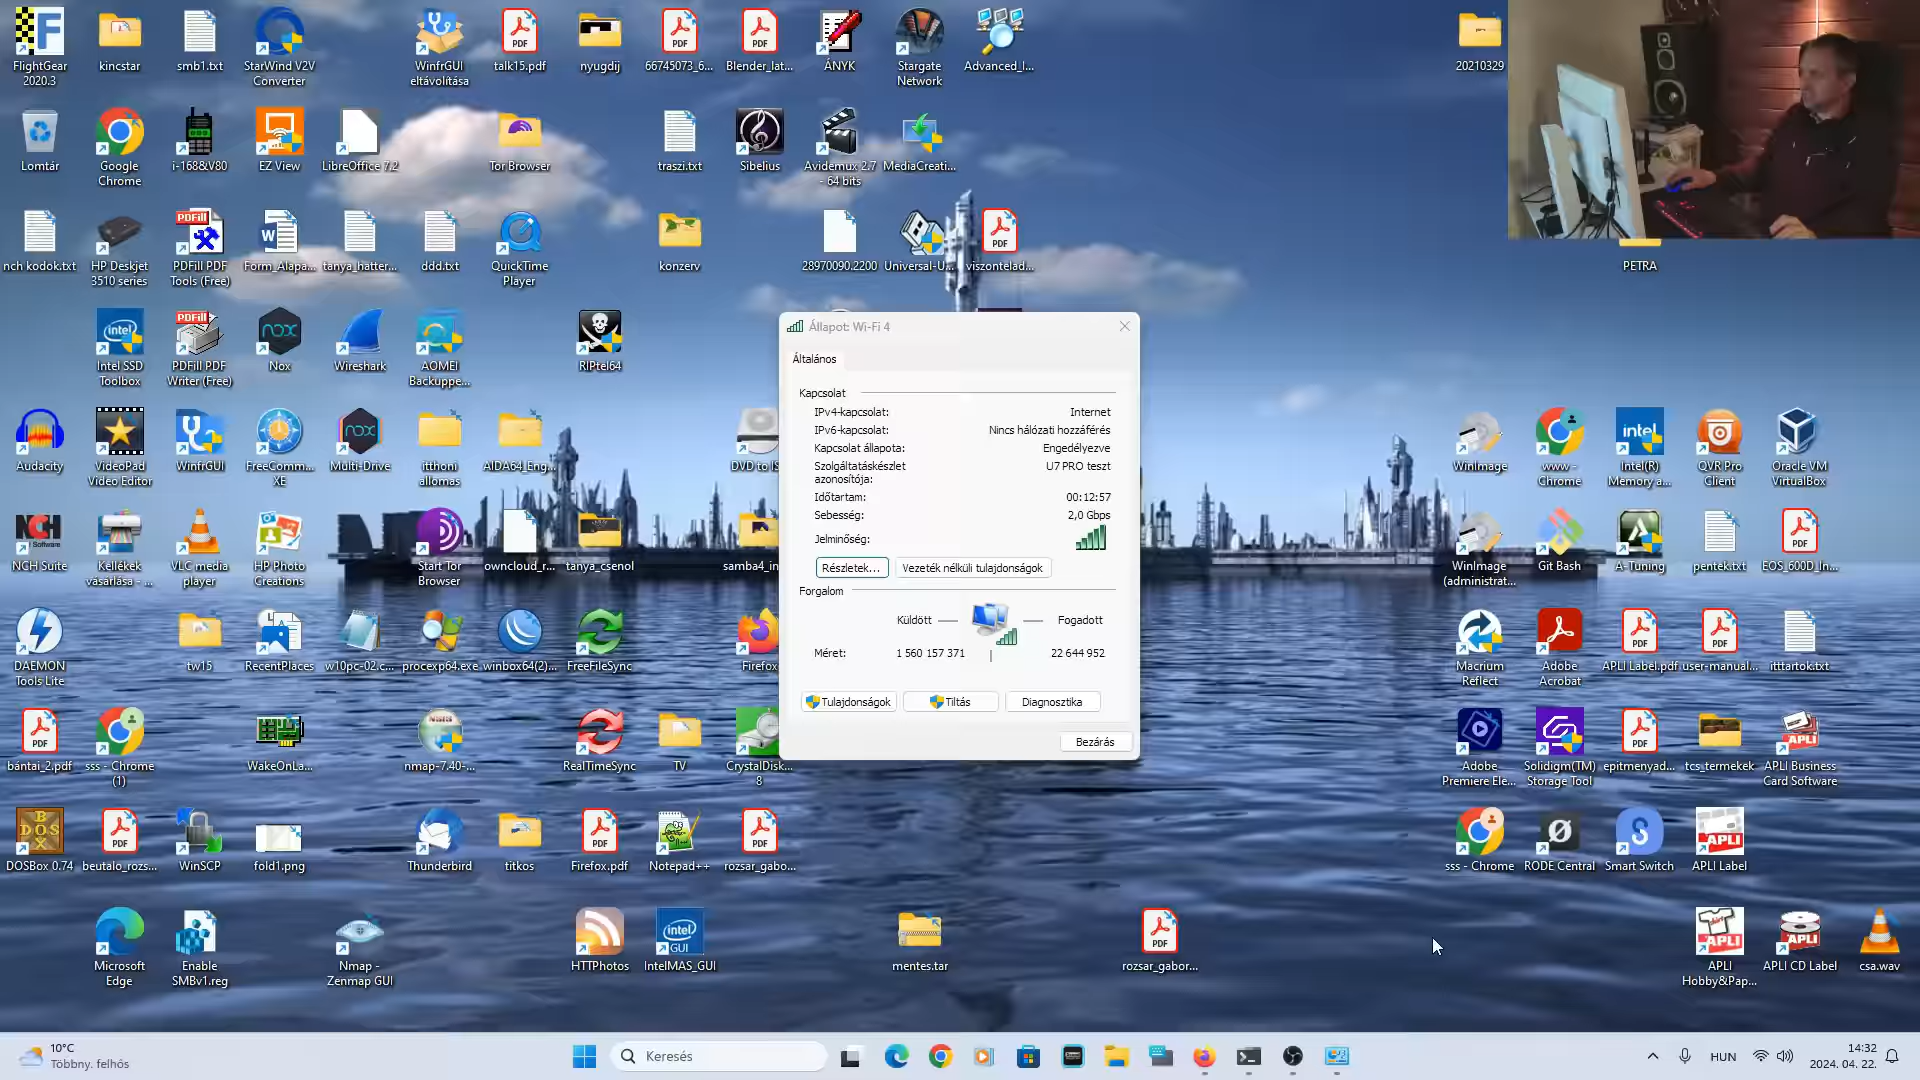 FlightGear 2020.3
kincstar
smb1.txt
StarWind V2V Converter
WinfrGUI eltávolítása
talk15.pdf
nyugdij
66745073_6...
Blender_lat...
ÁNYK
Stargate Network
Advanced_I...
20210329
Lomtár
Google Chrome
i-168&V80
EZ View
LibreOffice 7.2
Tor Browser
traszi.txt
Sibelius
Avidemux 2.7 - 64 bits
MediaCreati...
nch kodok.txt
HP Deskjet 3510 series
PDFill PDF Tools (Free)
Form_Alapa...
tanya_hatter...
ddd.txt
QuickTime Player
konzerv
28970090.2200
Universal-U...
viszontelad...
PETRA
Intel SSD Toolbox
PDFill PDF Writer (Free)
Nox
Wireshark
AOMEI Backuppe...
RIPtel64
Audacity
VideoPad Video Editor
WinfrGUI
FreeComm... XE
Multi-Drive
itthoni allomas
AIDA64_Eng...
DVD to IS
WinImage
www - Chrome
Intel(R) Memory a...
QVR Pro Client
Oracle VM VirtualBox
NCH Suite
Kellékek vásárlása - ...
VLC media player
HP Photo Creations
Start Tor Browser
owncloud_r...
tanya_csenol
samba4_in
WinImage (administrat...
Git Bash
A-Tuning
pentek.txt
EOS_600D_In...
DAEMON Tools Lite
tw15
RecentPlaces
w10pc-02.c...
procexp64.exe
winbox64(2)...
FreeFileSync
Firefox
Macrium Reflect
Adobe Acrobat
APLI Label.pdf
user-manual...
itttartok.txt
bántai_2.pdf
sss - Chrome (1)
WakeOnLa...
nmap-7.40-...
RealTimeSync
TV
CrystalDisk... 8
Adobe Premiere Ele...
Solidigm(TM) Storage Tool
epitmenyad...
tcs_termekek
APLI Business Card Software
DOSBox 0.74
beutalo_rozs...
WinSCP
fold1.png
Thunderbird
titkos
Firefox.pdf
Notepad++
rozsar_gabo...
sss - Chrome
RODE Central
Smart Switch
APLI Label
Microsoft Edge
Enable SMBv1.reg
Nmap - Zenmap GUI
HTTPhotos
IntelMAS_GUI
mentes.tar
rozsar_gabor...
APLI Hobby&Pap...
APLI CD Label
csa.wav
Állapot: Wi-Fi 4
Általános
Kapcsolat
IPv4-kapcsolat: Internet
IPv6-kapcsolat: Nincs hálózati hozzáférés
Kapcsolat állapota: Engedélyezve
Szolgáltatáskészlet azonosítója: U7 PRO teszt
Időtartam: 00:12:57
Sebesség: 2,0 Gbps
Jelminőség:
Részletek...
Vezeték nélküli tulajdonságok
Forgalom
Küldött
Fogadott
Méret: 1 560 157 371 22 644 952
Tulajdonságok
Tiltás
Diagnosztika
Bezárás
10°C
Többny. felhős
Keresés
HUN
14:32
2024. 04. 22.